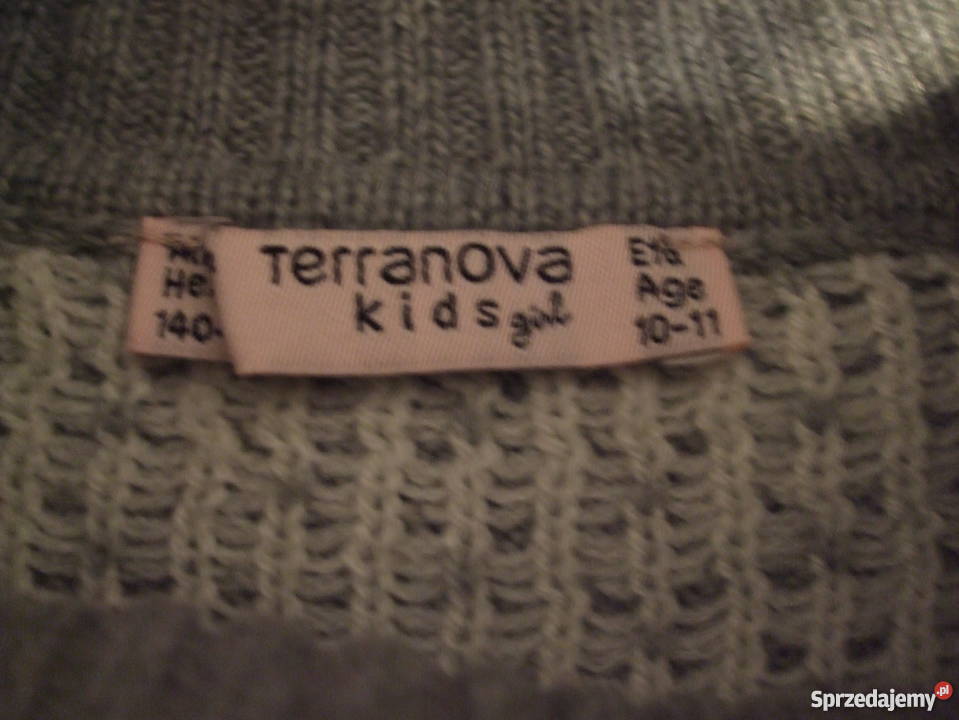 Terranova
kids girl
Età
Age
10-11
140-
Sprzedajemy.pl